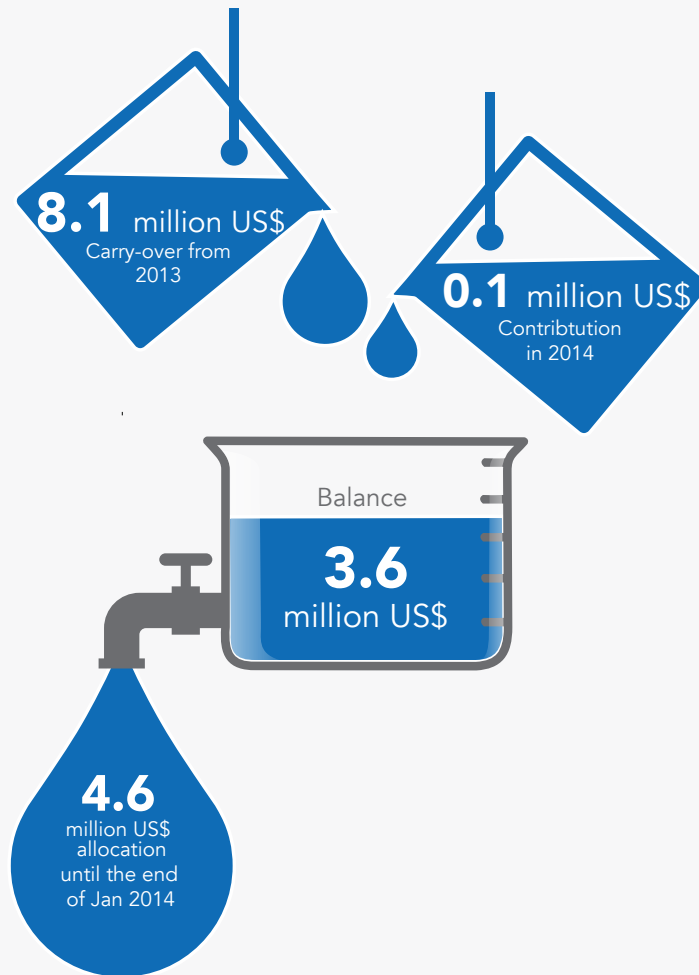 8.1 million US$
Carry-over from
2013
0.1 million US$
Contribtution
in 2014
Balance
3.6
million US$
4.6
million US$
allocation
until the end
of Jan 2014